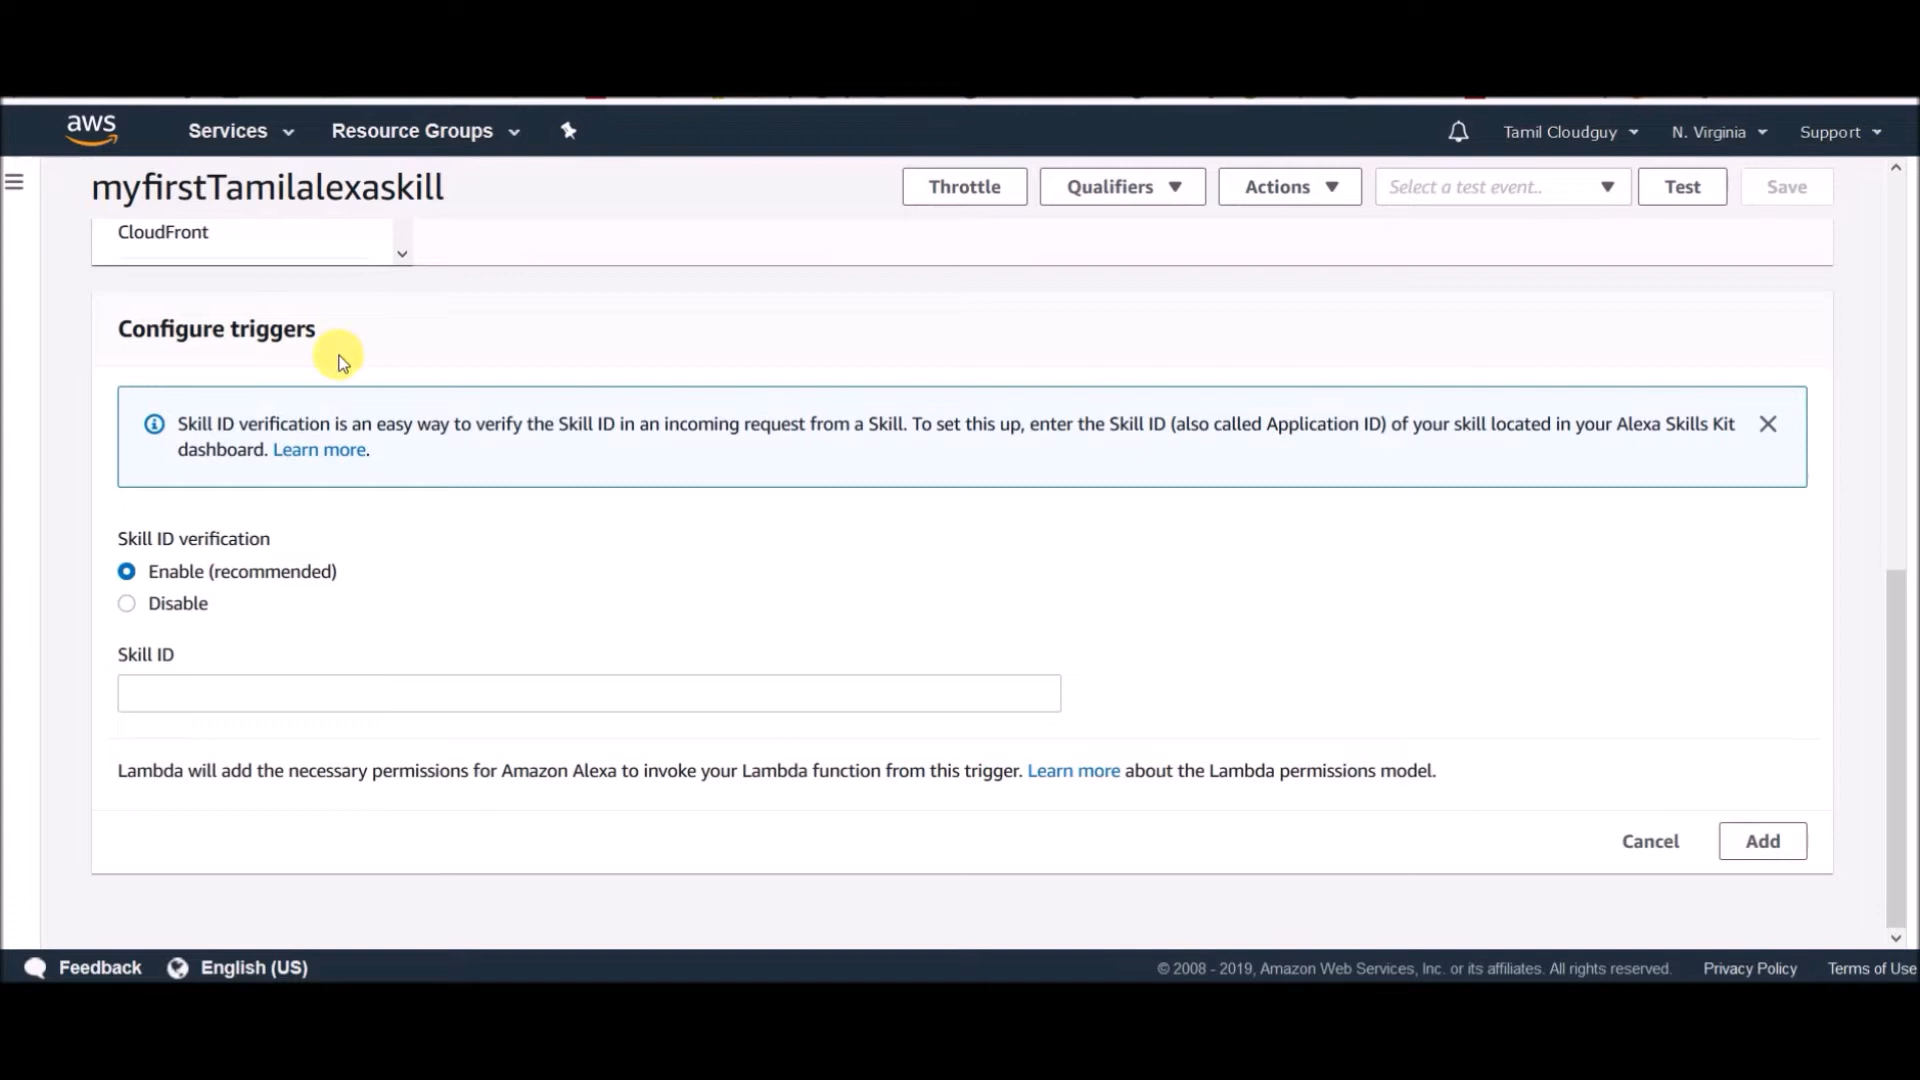 aws Services Resource Groups Tamil Cloudguy N. Virginia Support
myfirstTamilalexaskill Throttle Qualifiers Actions Select a test event.. Test Save
CloudFront
Configure triggers
Skill ID verification is an easy way to verify the Skill ID in an incoming request from a Skill. To set this up, enter the Skill ID (also called Application ID) of your skill located in your Alexa Skills Kit
dashboard. Learn more.
Skill ID verification
Enable (recommended)
Disable
Skill ID
Lambda will add the necessary permissions for Amazon Alexa to invoke your Lambda function from this trigger. Learn more about the Lambda permissions model.
Cancel Add
Feedback English (US) © 2008 - 2019, Amazon Web Services, Inc. or its affiliates. All rights reserved. Privacy Policy Terms of Use